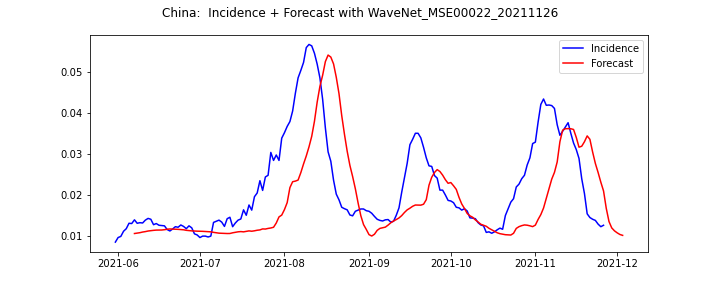 China:  Incidence + Forecast with WaveNet_MSE00022_20211126
Incidence
Forecast
0.05
0.04
0.03
0.02
0.01
2021-06 2021-07 2021-08 2021-09 2021-10 2021-11 2021-12